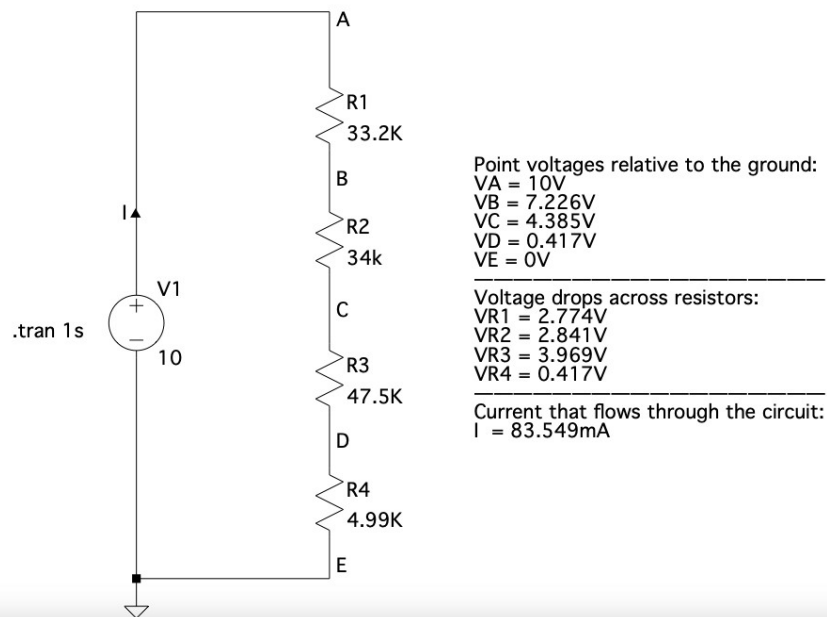 A
R1
33.2K
B
I
R2
34k
V1
+
C
.tran 1s
—
10
R3
47.5K
D
R4
4.99K
E
Point voltages relative to the ground:
VA = 10V
VB = 7.226V
VC = 4.385V
VD = 0.417V
VE = 0V
——————————————————
Voltage drops across resistors:
VR1 = 2.774V
VR2 = 2.841V
VR3 = 3.969V
VR4 = 0.417V
——————————————————
Current that flows through the circuit:
I = 83.549mA